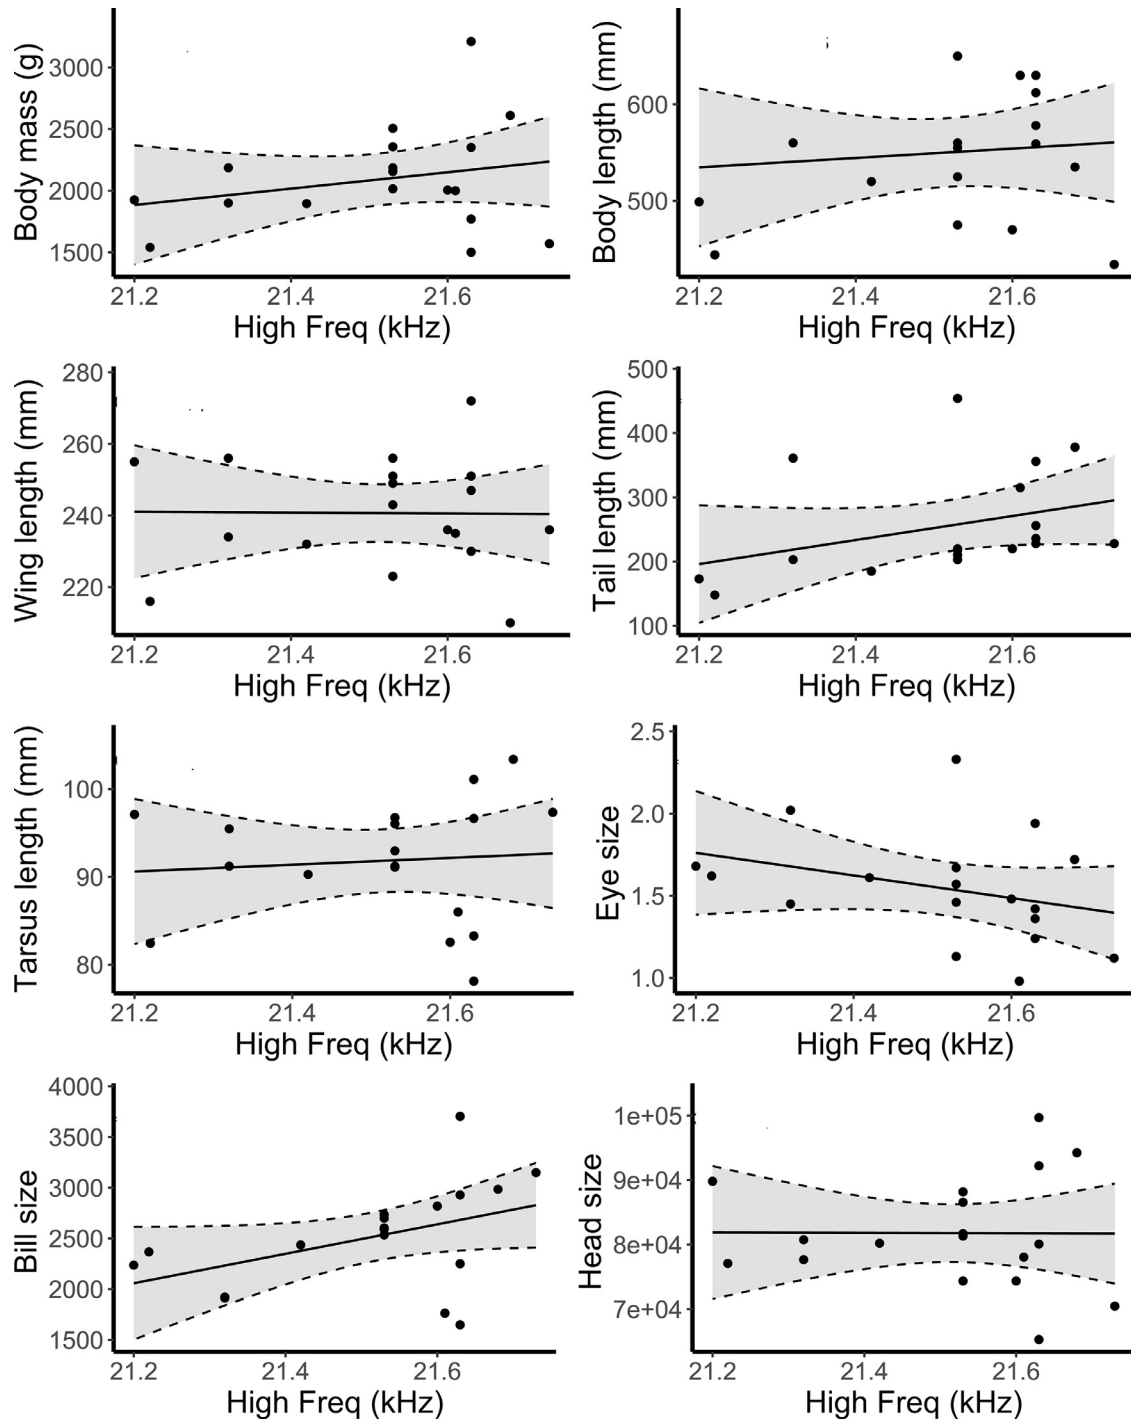 Body mass (g)
3000
2500
2000
1500
21.2 21.4 21.6
High Freq (kHz)
Body length (mm)
600
500
21.2 21.4 21.6
High Freq (kHz)
Wing length (mm)
280
260
240
220
21.2 21.4 21.6
High Freq (kHz)
Tail length (mm)
500
400
300
200
100
21.2 21.4 21.6
High Freq (kHz)
Tarsus length (mm)
100
90
80
21.2 21.4 21.6
High Freq (kHz)
Eye size
2.5
2.0
1.5
1.0
21.2 21.4 21.6
High Freq (kHz)
Bill size
4000
3500
3000
2500
2000
1500
21.2 21.4 21.6
High Freq (kHz)
Head size
1e+05
9e+04
8e+04
7e+04
21.2 21.4 21.6
High Freq (kHz)